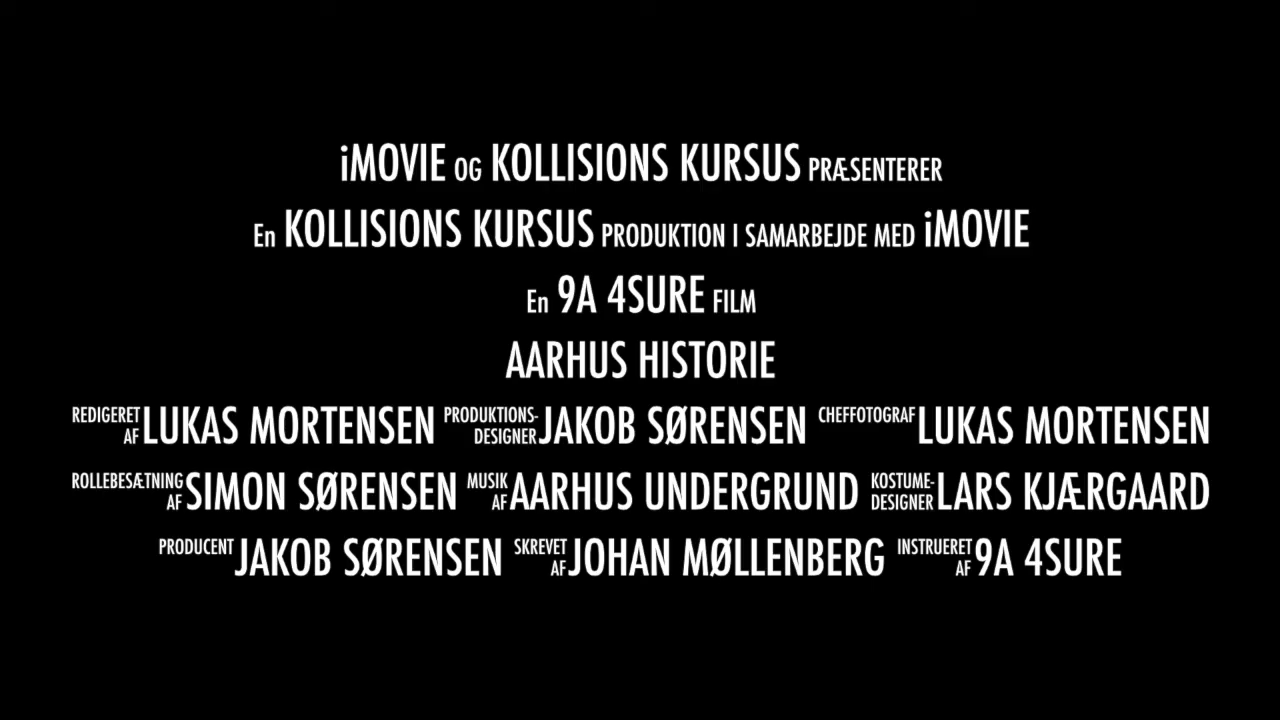 iMOVIE OG KOLLISIONS KURSUS PRÆSENTERER
En KOLLISIONS KURSUS PRODUKTION I SAMARBEJDE MED iMOVIE
En 9A 4SURE FILM
AARHUS HISTORIE
REDIGERET AF LUKAS MORTENSEN PRODUKTIONS-DESIGNER JAKOB SØRENSEN CHEFFOTOGRAF LUKAS MORTENSEN
ROLLEBESÆTNING AF SIMON SØRENSEN MUSIK AF AARHUS UNDERGRUND KOSTUME-DESIGNER LARS KJÆRGAARD
PRODUCENT JAKOB SØRENSEN SKREVET AF JOHAN MØLLENBERG INSTRUERET AF 9A 4SURE